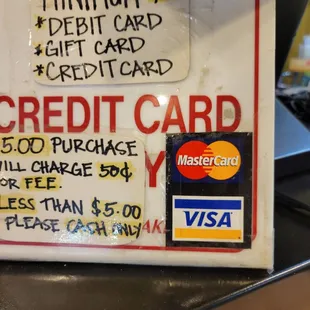 MINIMUM
*DEBIT CARD
*GIFT CARD
*CREDIT CARD
CREDIT CARD
5.00 PURCHASE
WILL CHARGE 50¢
FOR FEE.
LESS THAN $5.00
PLEASE CASH ONLY
Y
MasterCard
VISA